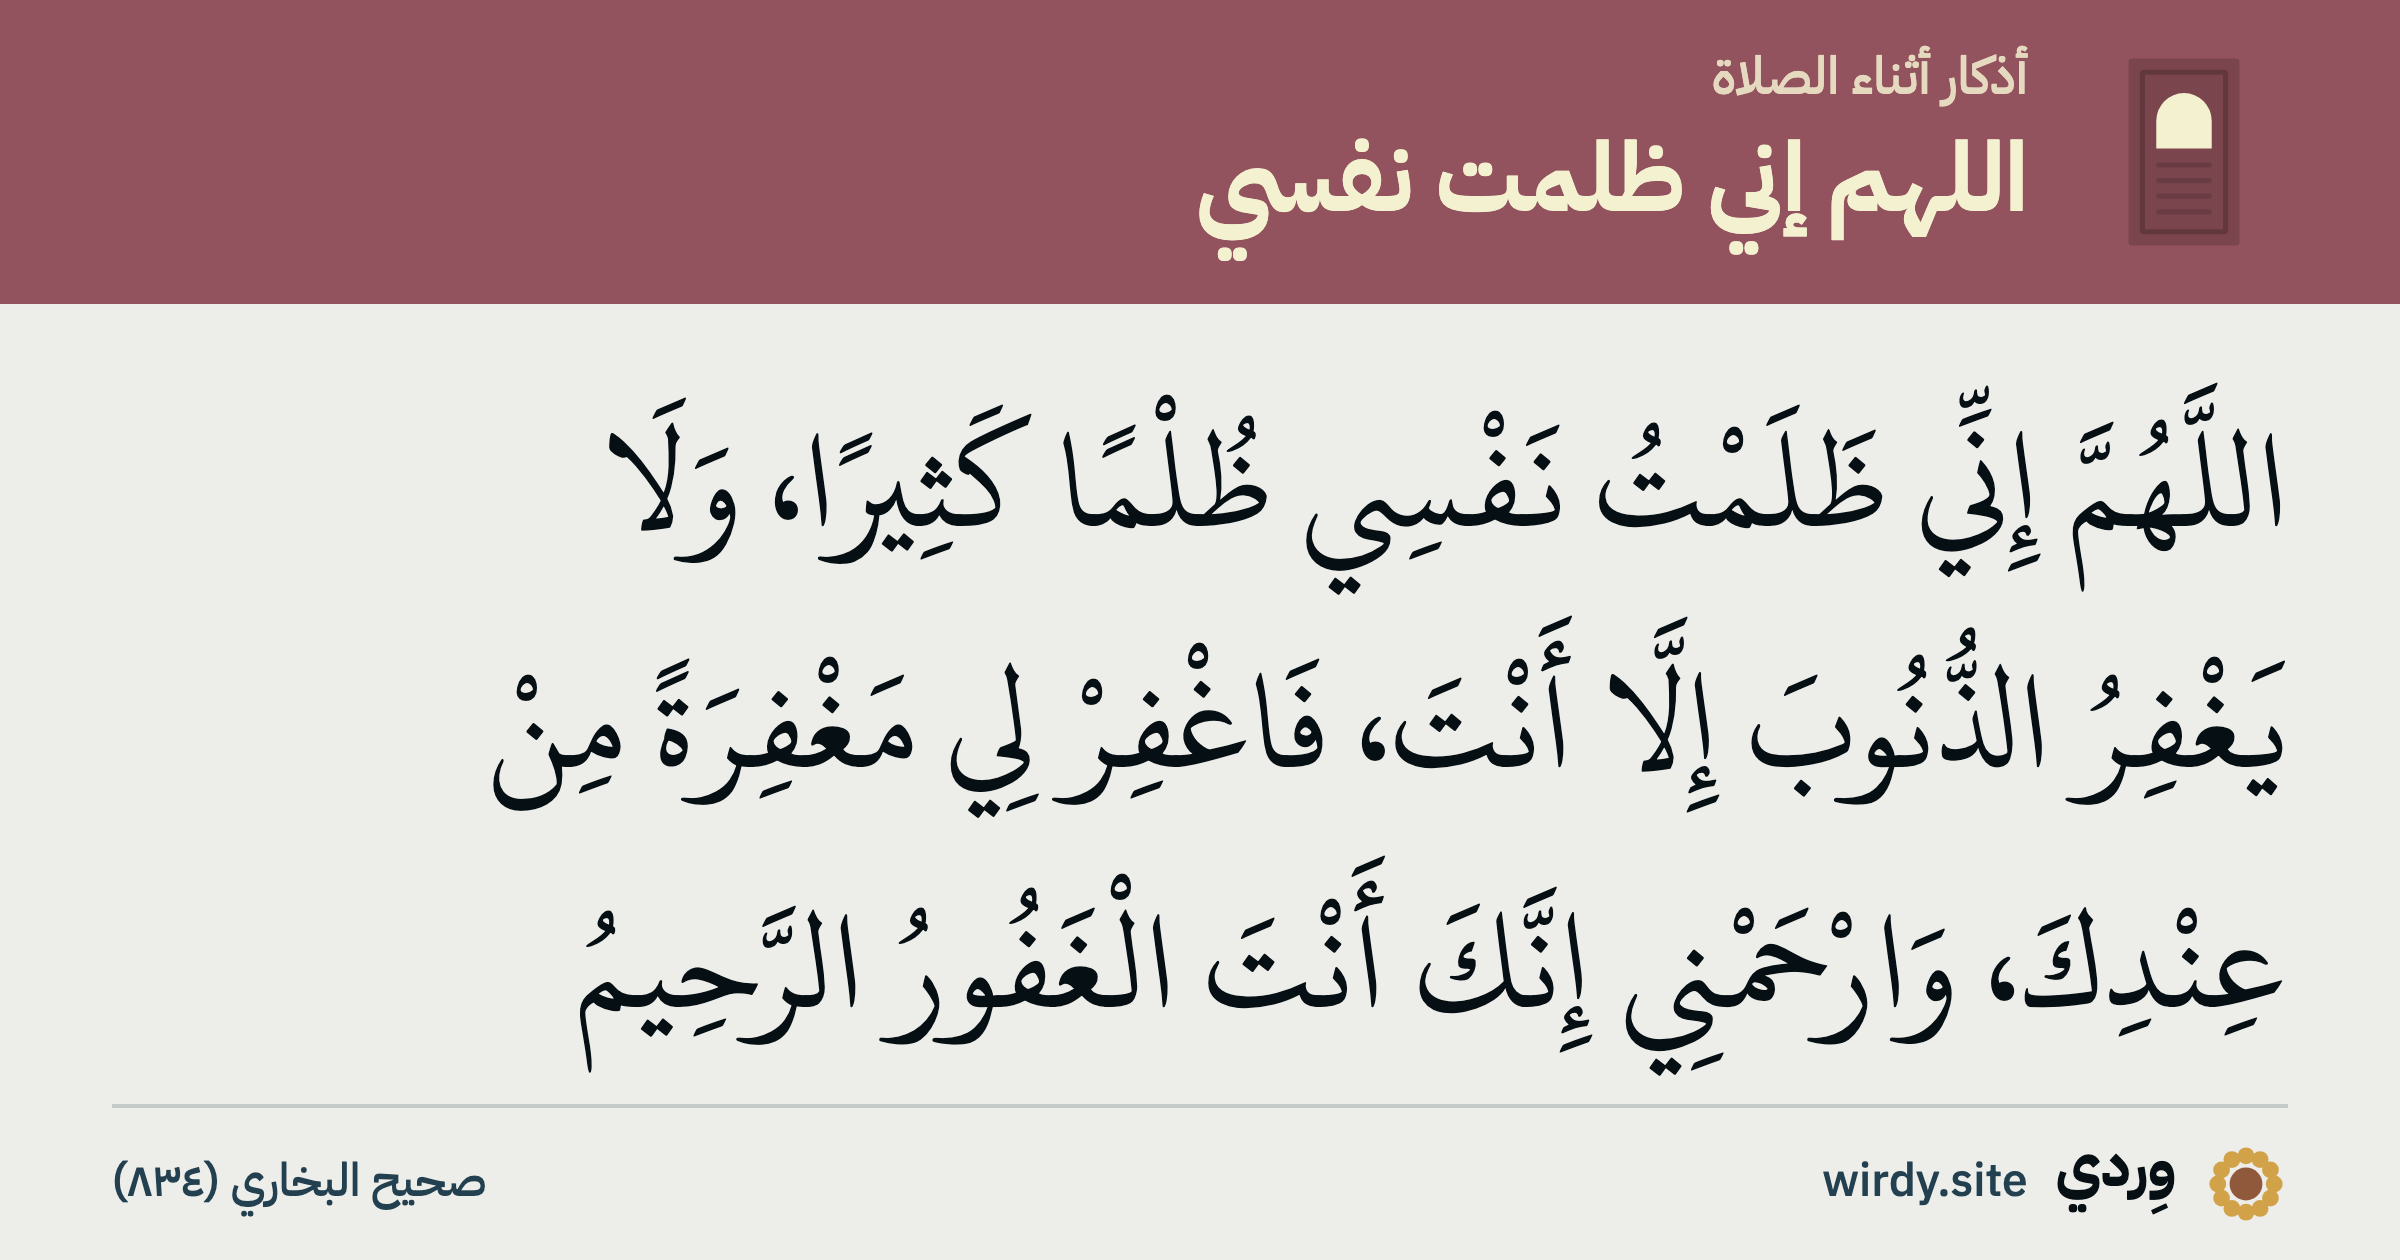 أذكار أثناء الصلاة
اللهم إني ظلمت نفسي
اللَّهُمَّ إِنِّي ظَلَمْتُ نَفْسِي ظُلْمًا كَثِيرًا، وَلَا
يَغْفِرُ الذُّنُوبَ إِلَّا أَنْتَ، فَاغْفِرْ لِي مَغْفِرَةً مِنْ
عِنْدِكَ، وَارْحَمْنِي إِنَّكَ أَنْتَ الْغَفُورُ الرَّحِيمُ
وِردي wirdy.site
صحيح البخاري (٨٣٤)